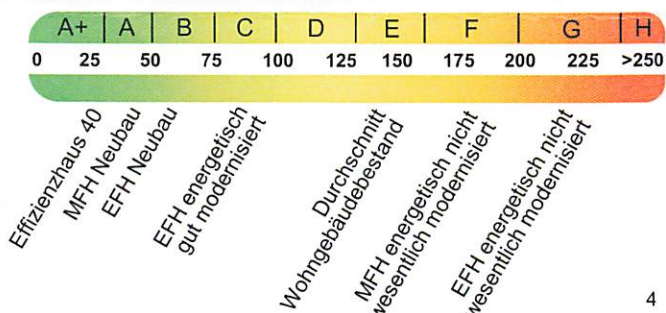 A+ A B C D E F G H
0 25 50 75 100 125 150 175 200 225 >250
Effizienzhaus 40
MFH Neubau
EFH Neubau
EFH energetisch
gut modernisiert
Durchschnitt
Wohngebäudebestand
MFH energetisch nicht
wesentlich modernisiert
EFH energetisch nicht
wesentlich modernisiert
4